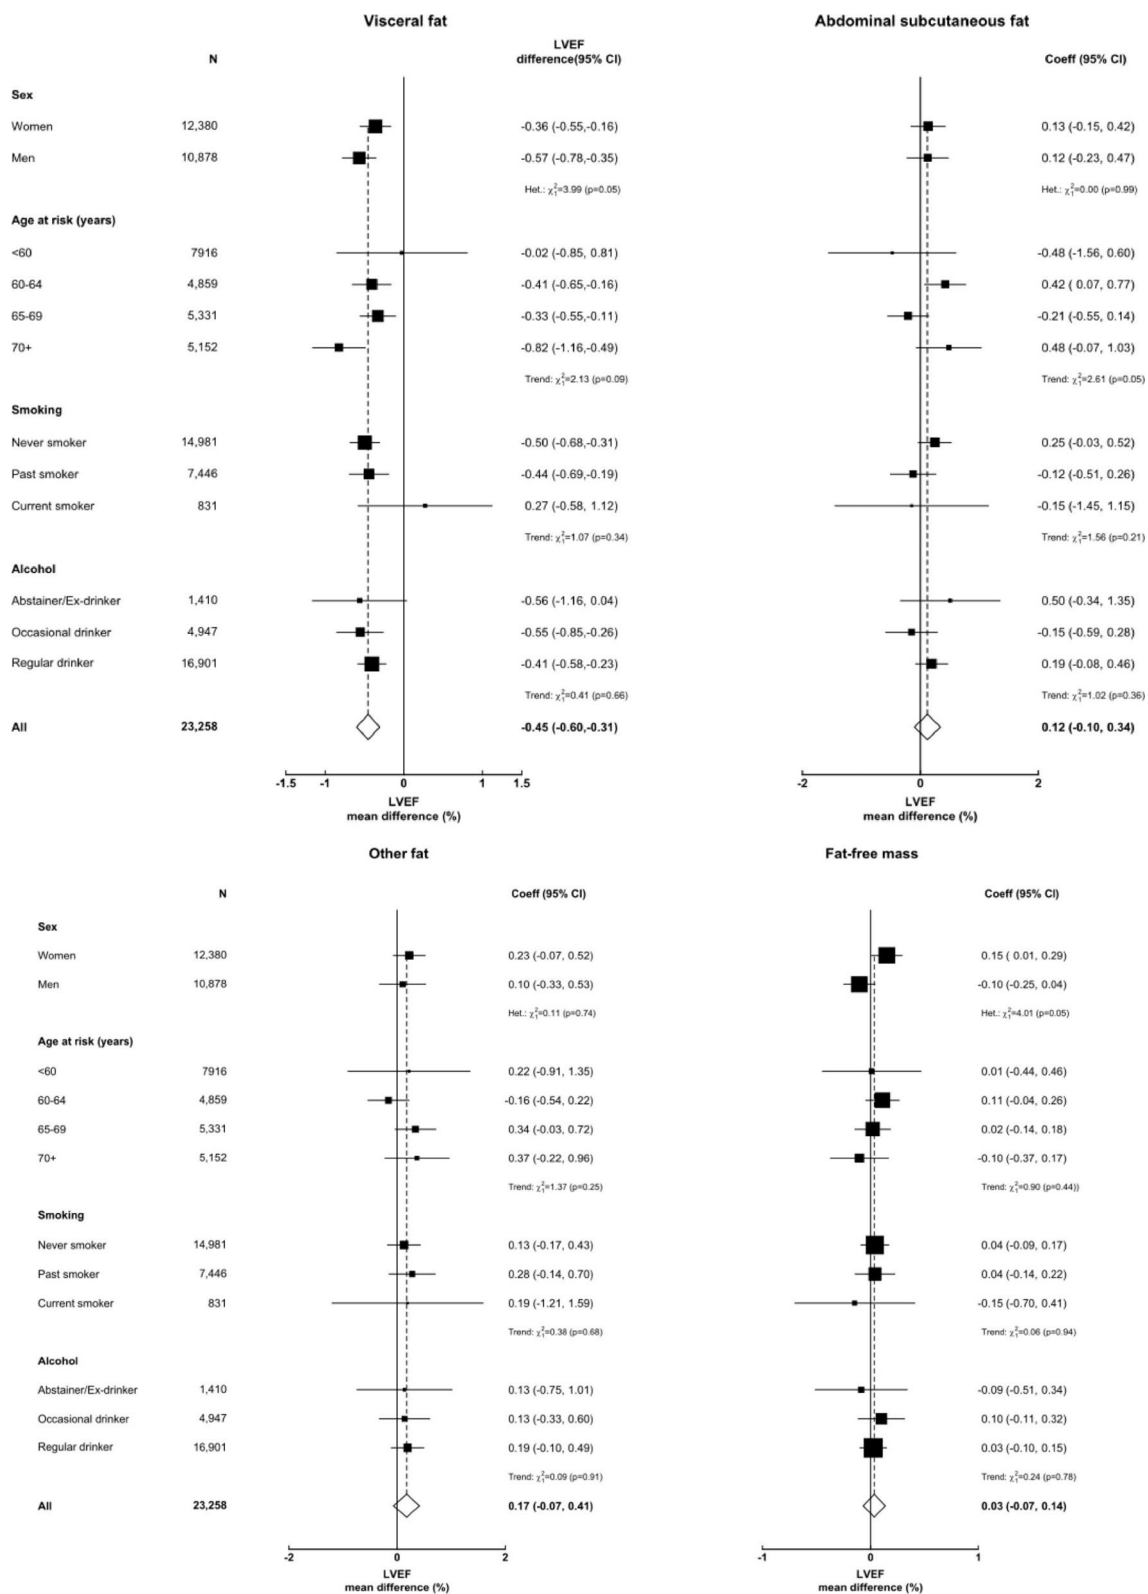 Visceral fat Abdominal subcutaneous fat
N LVEF difference(95% CI) Coeff (95% CI)
Sex
Women 12,380 -0.36 (-0.55,-0.16) 0.13 (-0.15, 0.42)
Men 10,878 -0.57 (-0.78,-0.35) 0.12 (-0.23, 0.47)
Het.: χ²₁=3.99 (p=0.05) Het.: χ²₁=0.00 (p=0.99)
Age at risk (years)
<60 7916 -0.02 (-0.85, 0.81) -0.48 (-1.56, 0.60)
60-64 4,859 -0.41 (-0.65,-0.16) 0.42 ( 0.07, 0.77)
65-69 5,331 -0.33 (-0.55,-0.11) -0.21 (-0.55, 0.14)
70+ 5,152 -0.82 (-1.16,-0.49) 0.48 (-0.07, 1.03)
Trend: χ²₁=2.13 (p=0.09) Trend: χ²₁=2.61 (p=0.05)
Smoking
Never smoker 14,981 -0.50 (-0.68,-0.31) 0.25 (-0.03, 0.52)
Past smoker 7,446 -0.44 (-0.69,-0.19) -0.12 (-0.51, 0.26)
Current smoker 831 0.27 (-0.58, 1.12) -0.15 (-1.45, 1.15)
Trend: χ²₁=1.07 (p=0.34) Trend: χ²₁=1.56 (p=0.21)
Alcohol
Abstainer/Ex-drinker 1,410 -0.56 (-1.16, 0.04) 0.50 (-0.34, 1.35)
Occasional drinker 4,947 -0.55 (-0.85,-0.26) -0.15 (-0.59, 0.28)
Regular drinker 16,901 -0.41 (-0.58,-0.23) 0.19 (-0.08, 0.46)
Trend: χ²₁=0.41 (p=0.66) Trend: χ²₁=1.02 (p=0.36)
All 23,258 -0.45 (-0.60,-0.31) 0.12 (-0.10, 0.34)
-1.5 -1 0 1 1.5 -2 0 2
LVEF LVEF
mean difference (%) mean difference (%)
Other fat Fat-free mass
N Coeff (95% CI) Coeff (95% CI)
Sex
Women 12,380 0.23 (-0.07, 0.52) 0.15 ( 0.01, 0.29)
Men 10,878 0.10 (-0.33, 0.53) -0.10 (-0.25, 0.04)
Het.: χ²₁=0.11 (p=0.74) Het.: χ²₁=4.01 (p=0.05)
Age at risk (years)
<60 7916 0.22 (-0.91, 1.35) 0.01 (-0.44, 0.46)
60-64 4,859 -0.16 (-0.54, 0.22) 0.11 (-0.04, 0.26)
65-69 5,331 0.34 (-0.03, 0.72) 0.02 (-0.14, 0.18)
70+ 5,152 0.37 (-0.22, 0.96) -0.10 (-0.37, 0.17)
Trend: χ²₁=1.37 (p=0.25) Trend: χ²₁=0.90 (p=0.44))
Smoking
Never smoker 14,981 0.13 (-0.17, 0.43) 0.04 (-0.09, 0.17)
Past smoker 7,446 0.28 (-0.14, 0.70) 0.04 (-0.14, 0.22)
Current smoker 831 0.19 (-1.21, 1.59) -0.15 (-0.70, 0.41)
Trend: χ²₁=0.38 (p=0.68) Trend: χ²₁=0.06 (p=0.94)
Alcohol
Abstainer/Ex-drinker 1,410 0.13 (-0.75, 1.01) -0.09 (-0.51, 0.34)
Occasional drinker 4,947 0.13 (-0.33, 0.60) 0.10 (-0.11, 0.32)
Regular drinker 16,901 0.19 (-0.10, 0.49) 0.03 (-0.10, 0.15)
Trend: χ²₁=0.09 (p=0.91) Trend: χ²₁=0.24 (p=0.78)
All 23,258 0.17 (-0.07, 0.41) 0.03 (-0.07, 0.14)
-2 0 2 -1 0 1
LVEF LVEF
mean difference (%) mean difference (%)